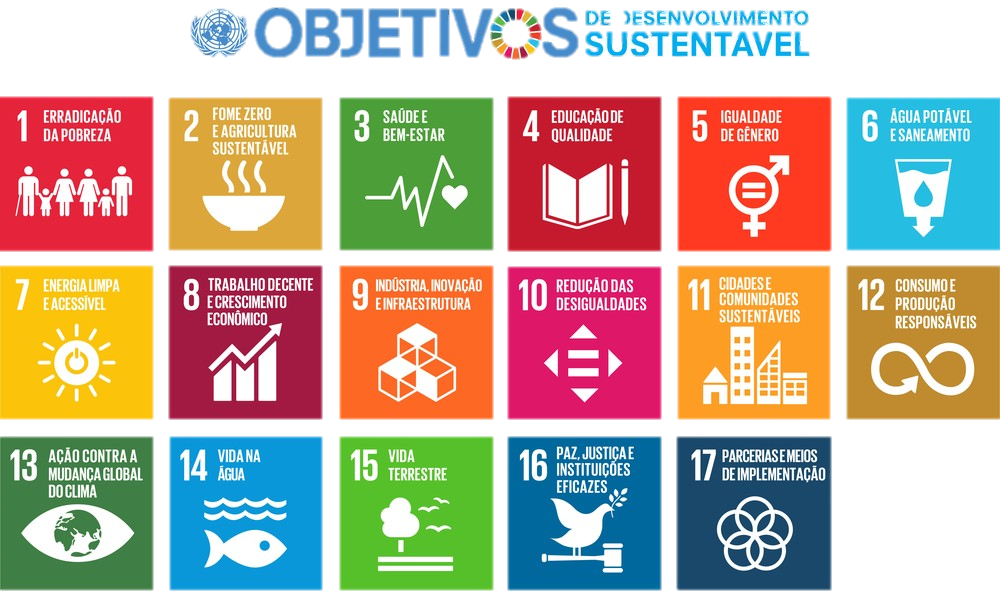 OBJETIVOS
DE DESENVOLVIMENTO
SUSTENTAVEL
1 ERRADICAÇÃO
DA POBREZA
2 FOME ZERO
E AGRICULTURA
SUSTENTÁVEL
3 SAÚDE E
BEM-ESTAR
4 EDUCAÇÃO DE
QUALIDADE
5 IGUALDADE
DE GÊNERO
6 ÁGUA POTÁVEL
E SANEAMENTO
7 ENERGIA LIMPA
E ACESSÍVEL
8 TRABALHO DECENTE
E CRESCIMENTO
ECONÔMICO
9 INDÚSTRIA, INOVAÇÃO
E INFRAESTRUTURA
10 REDUÇÃO DAS
DESIGUALDADES
11 CIDADES E
COMUNIDADES
SUSTENTÁVEIS
12 CONSUMO E
PRODUÇÃO
RESPONSÁVEIS
13 AÇÃO CONTRA A
MUDANÇA GLOBAL
DO CLIMA
14 VIDA NA
ÁGUA
15 VIDA
TERRESTRE
16 PAZ, JUSTIÇA E
INSTITUIÇÕES
EFICAZES
17 PARCERIAS E MEIOS
DE IMPLEMENTAÇÃO